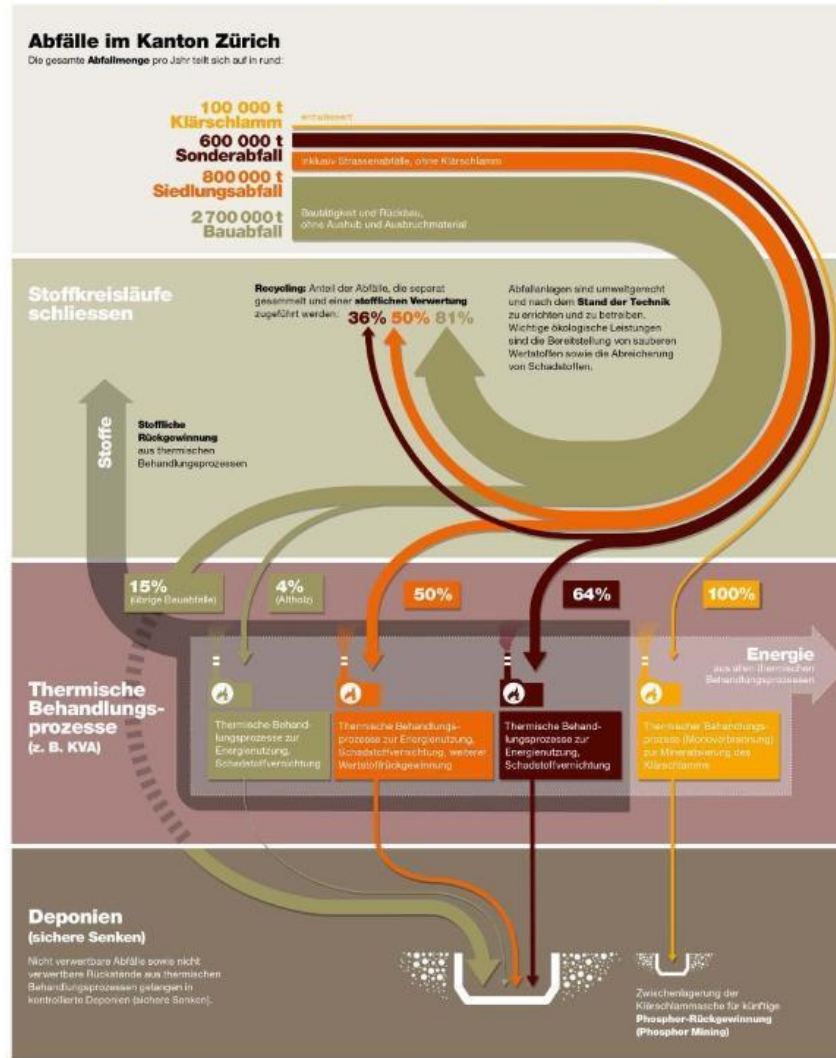 Abfälle im Kanton Zürich
Die gesamte Abfallmenge pro Jahr teilt sich auf in rund:
100 000 t
Klärschlamm
entwässert
600 000 t
Sonderabfall
inklusiv Strassenabfälle, ohne Klärschlamm
800 000 t
Siedlungsabfall
2 700 000 t
Bauabfall
Bautätigkeit und Rückbau,
ohne Aushub und Ausbruchmaterial
Stoffkreisläufe
schliessen
Recycling: Anteil der Abfälle, die separat
gesammelt und einer stofflichen Verwertung
zugeführt werden: 36% 50% 81%
Abfallanlagen sind umweltgerecht
und nach dem Stand der Technik
zu errichten und zu betreiben.
Wichtige ökologische Leistungen
sind die Bereitstellung von sauberen
Wertstoffen sowie die Abreicherung
von Schadstoffen.
Stoffe
Stoffliche
Rückgewinnung
aus thermischen
Behandlungsprozessen
15%
(übrige Bauabfälle)
4%
(Altholz)
50%
64%
100%
Energie
aus allen thermischen
Behandlungsprozessen
Thermische
Behandlungs-
prozesse
(z. B. KVA)
Thermische Behand-
lungsprozesse zur
Energienutzung,
Schadstoffvernichtung
Thermische Behandlungs-
prozesse zur Energienutzung,
Schadstoffvernichtung, weiterer
Wertstoffrückgewinnung
Thermische Behand-
lungsprozesse zur
Energienutzung,
Schadstoffvernichtung
Thermischer Behandlungs-
prozess (Monoverbrennung)
zur Mineralisierung des
Klärschlamms
Deponien
(sichere Senken)
Nicht verwertbare Abfälle sowie nicht
verwertbare Rückstände aus thermischen
Behandlungsprozessen gelangen in
kontrollierte Deponien (sichere Senken).
Zwischenlagerung der
Klärschlammasche für künftige
Phosphor-Rückgewinnung
(Phosphor Mining)